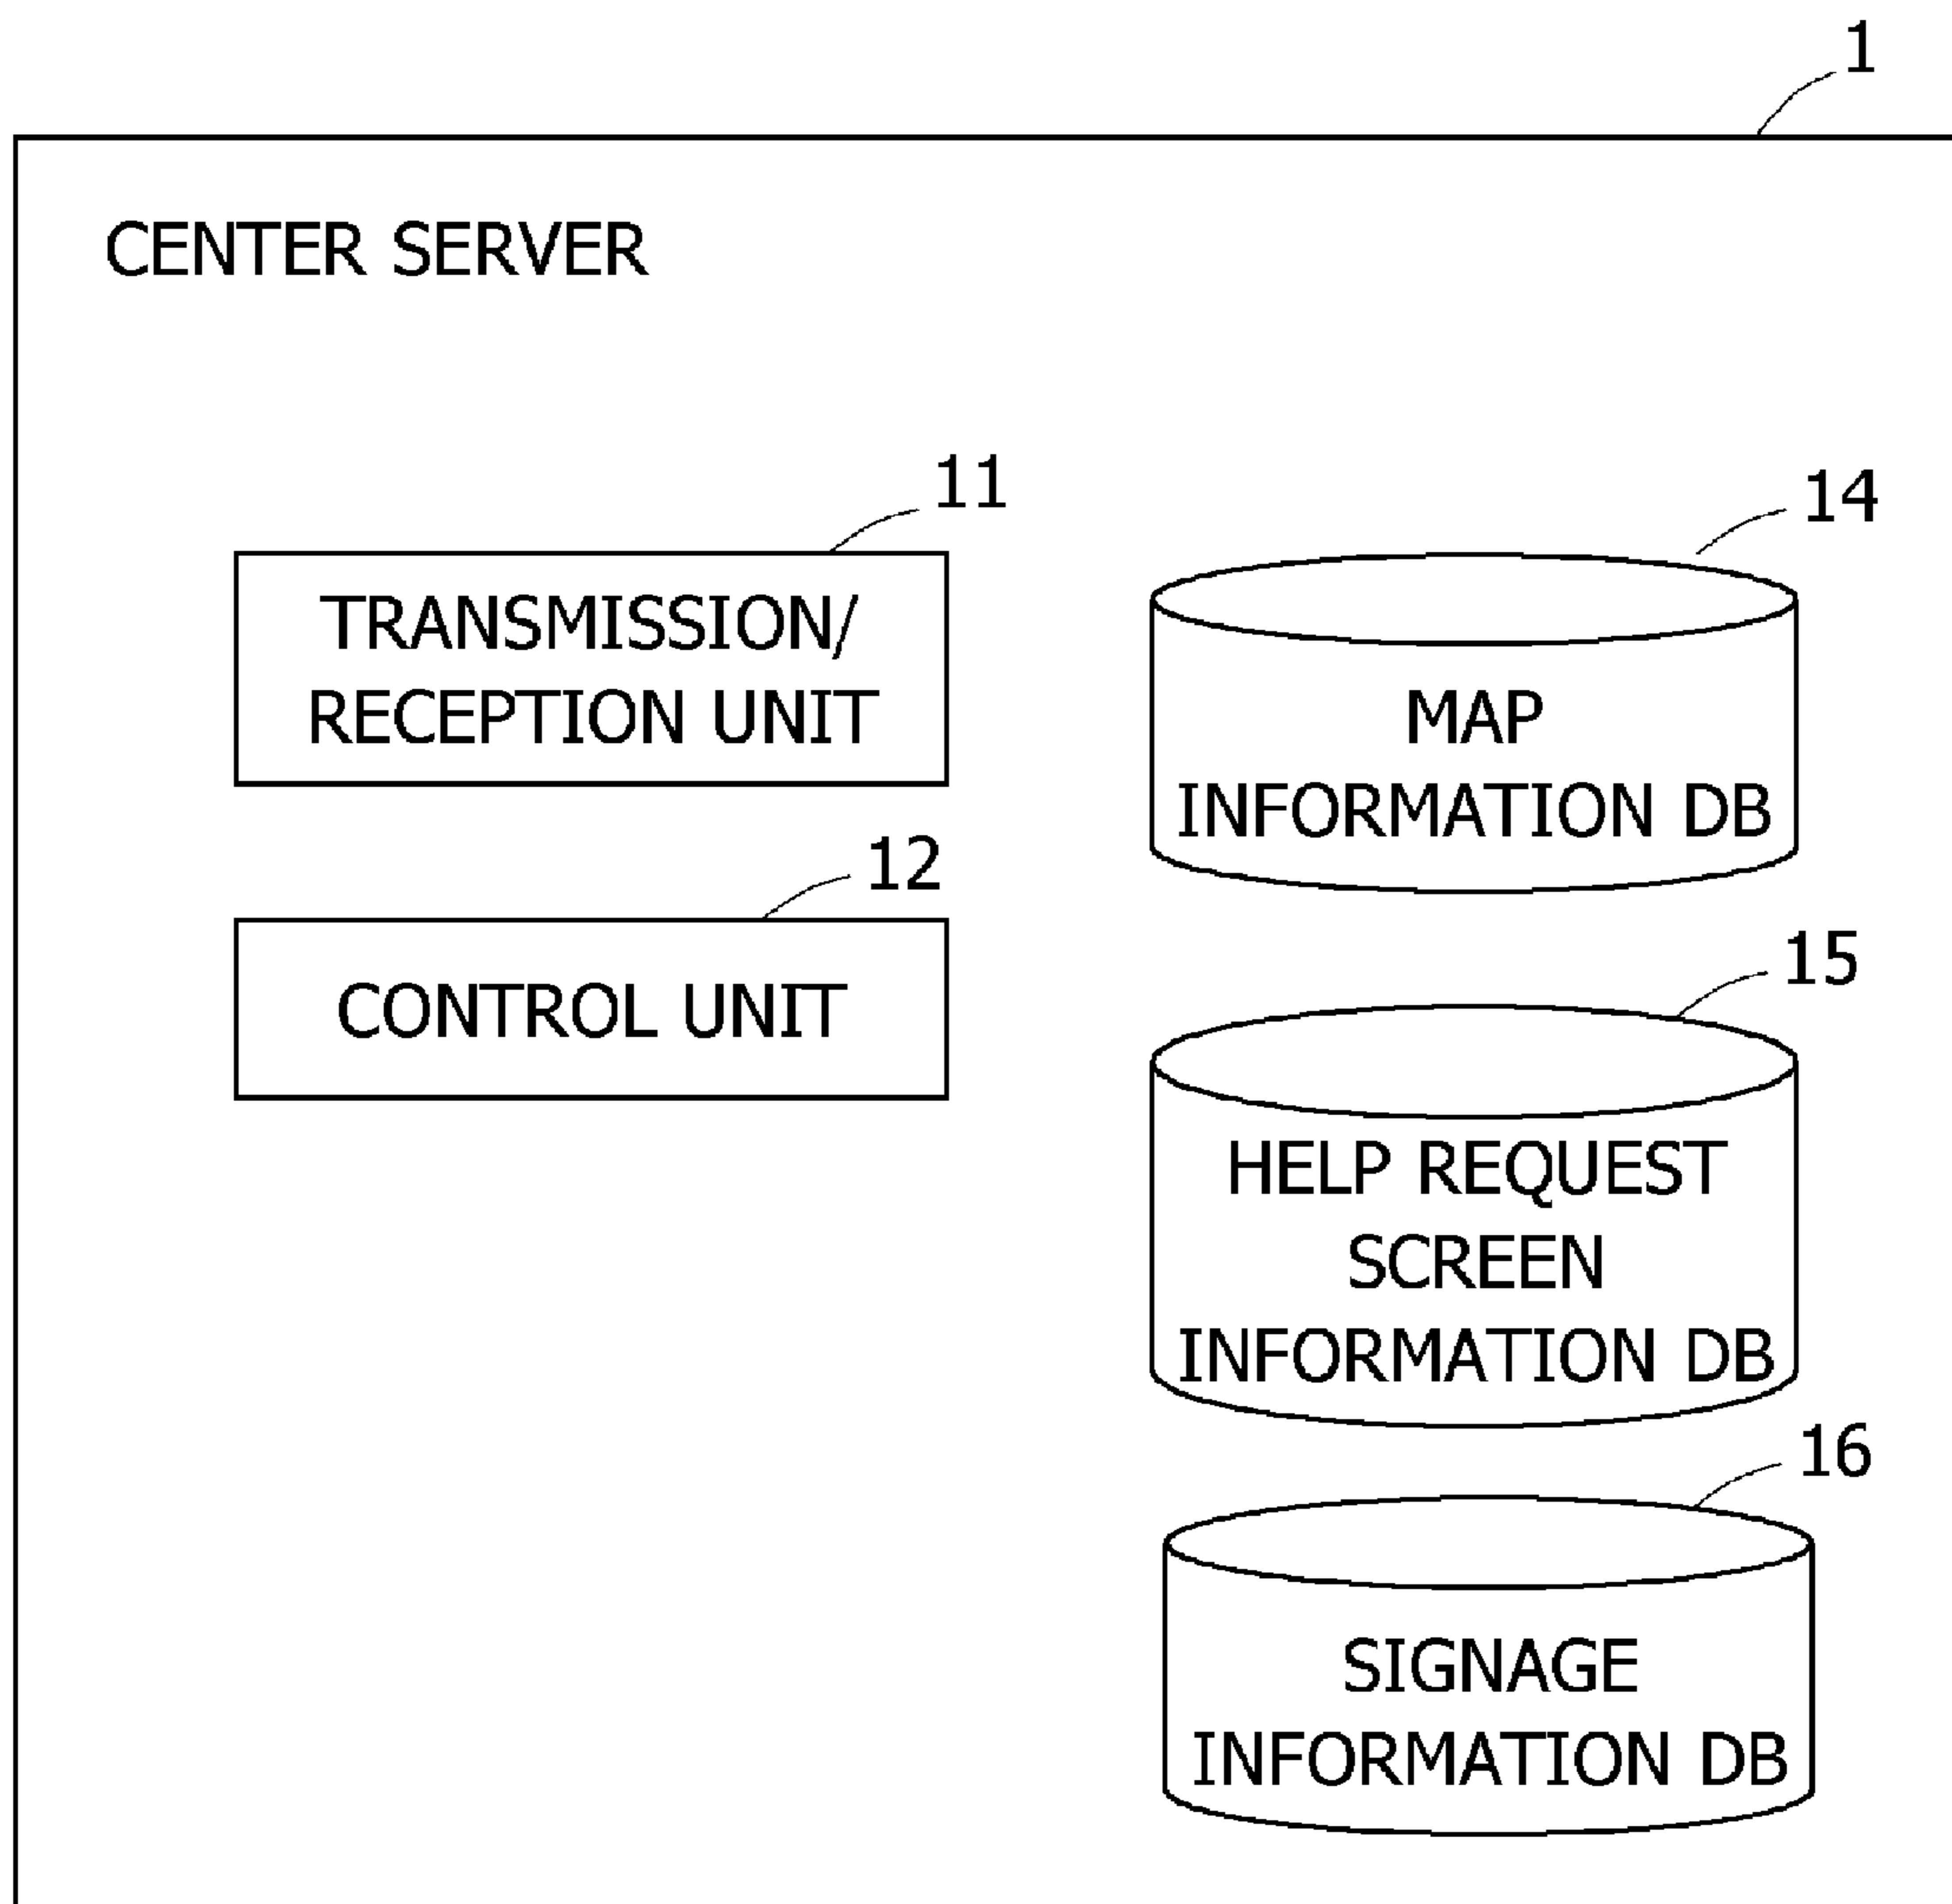 1
CENTER SERVER
11
TRANSMISSION/
RECEPTION UNIT
12
CONTROL UNIT
14
MAP
INFORMATION DB
15
HELP REQUEST
SCREEN
INFORMATION DB
16
SIGNAGE
INFORMATION DB